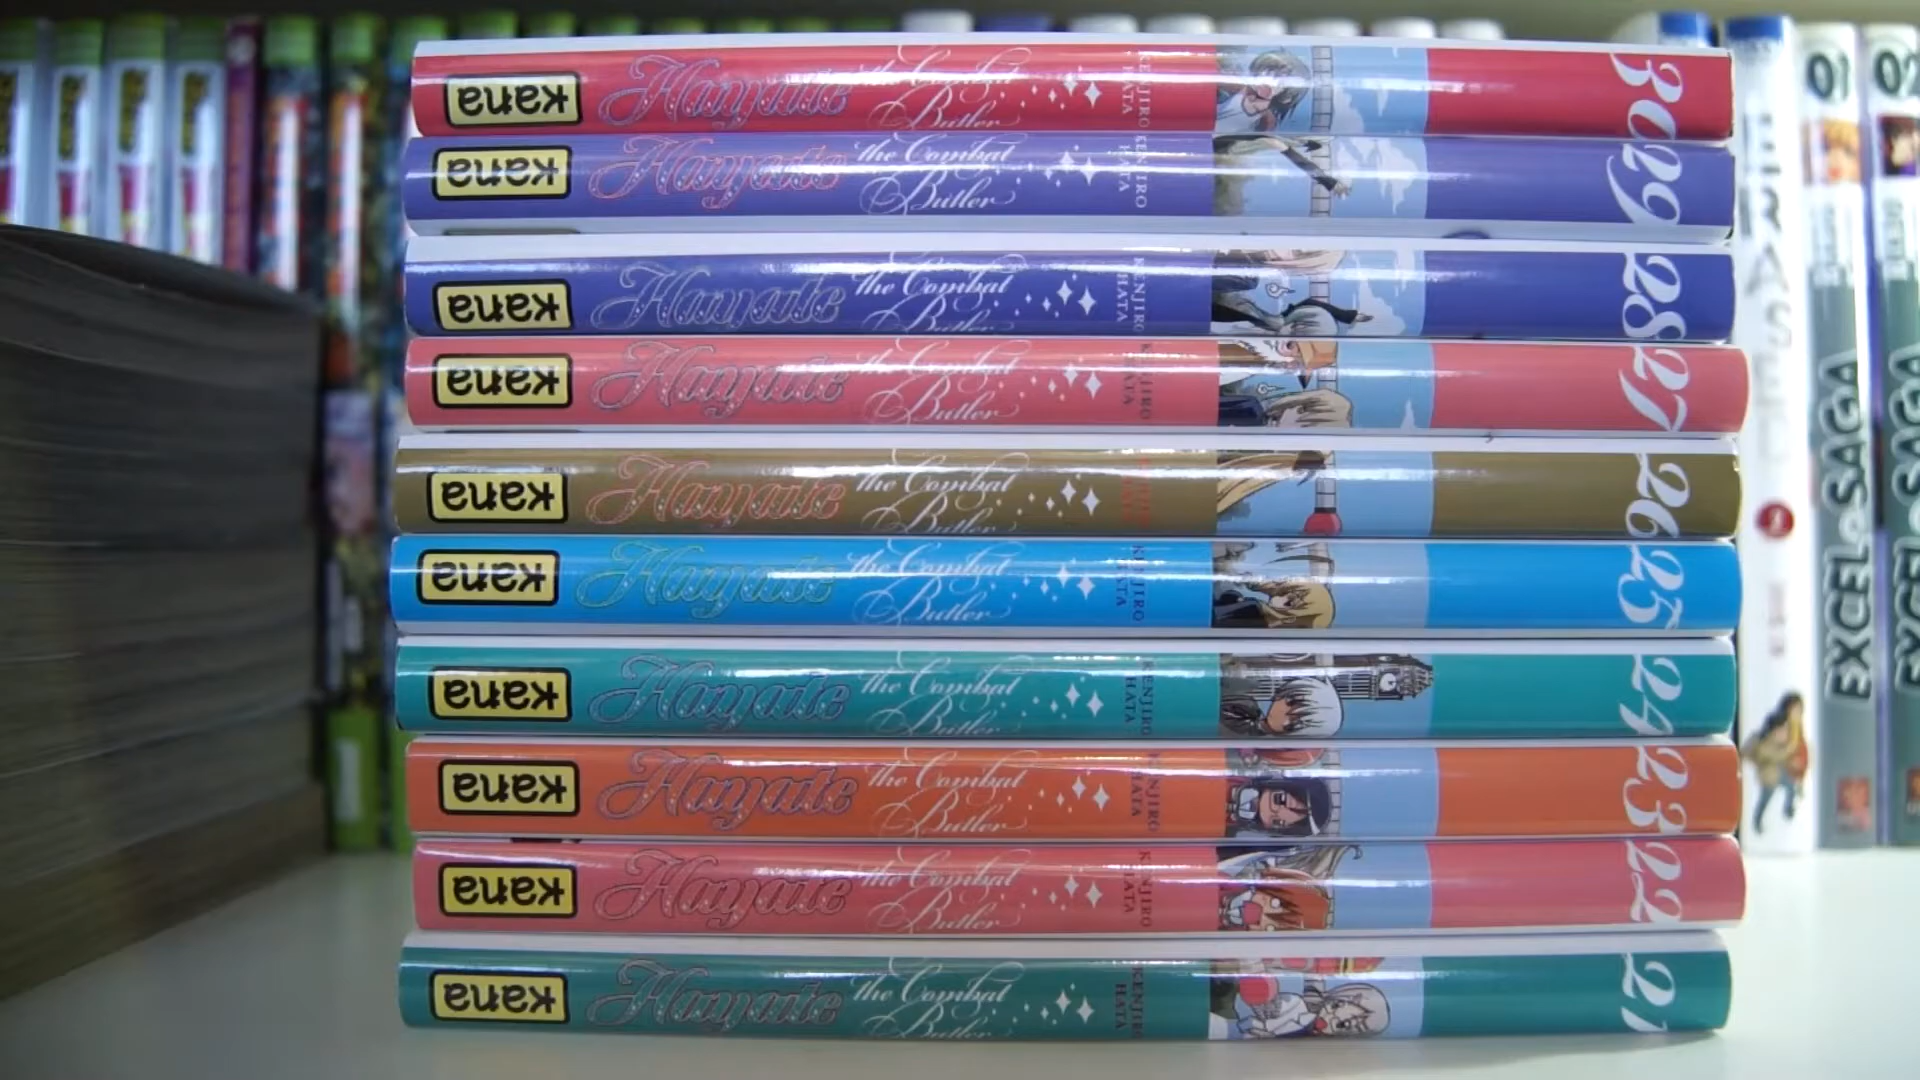 kana Hayate the Combat Butler KENJIRO HATA 30
kana Hayate the Combat Butler KENJIRO HATA 29
kana Hayate the Combat Butler KENJIRO HATA 28
kana Hayate the Combat Butler KENJIRO HATA 27
kana Hayate the Combat Butler 26
kana Hayate the Combat Butler KENJIRO HATA 25
kana Hayate the Combat Butler KENJIRO HATA 24
kana Hayate the Combat Butler KENJIRO HATA 23
kana Hayate the Combat Butler KENJIRO HATA 22
kana Hayate the Combat Butler KENJIRO HATA 21
01
EXCEL SAGA
02
EXCEL SAGA